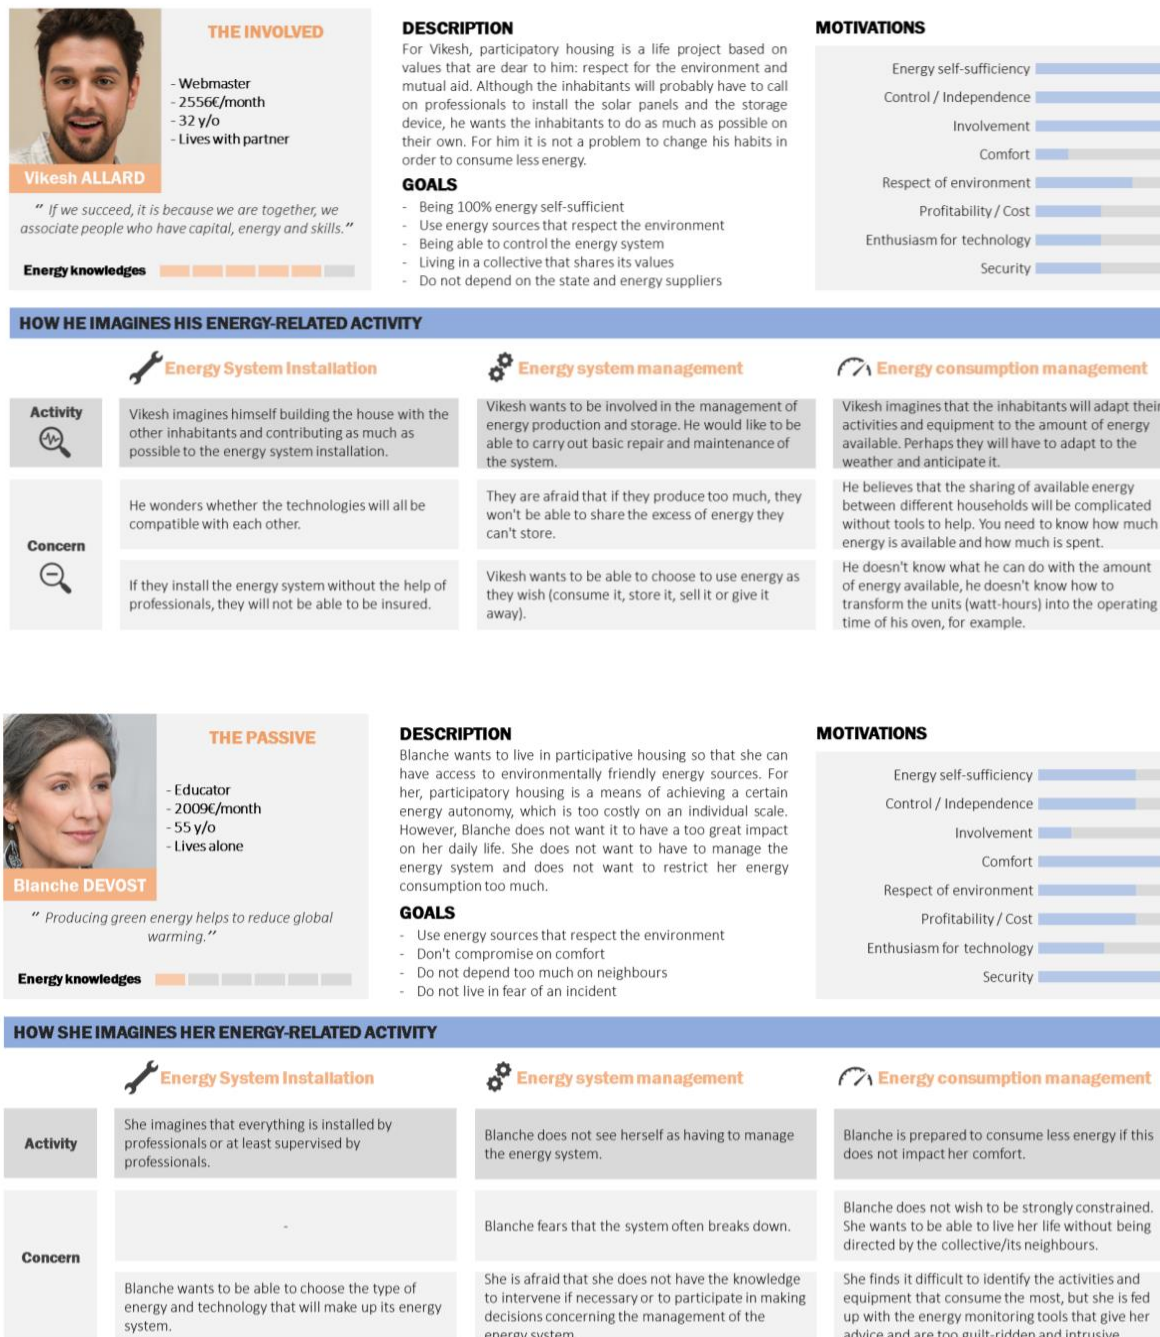 THE INVOLVED
- Webmaster
- 2556€/month
- 32 y/o
- Lives with partner
Vikesh ALLARD
" If we succeed, it is because we are together, we
associate people who have capital, energy and skills."
Energy knowledges
DESCRIPTION
For Vikesh, participatory housing is a life project based on
values that are dear to him: respect for the environment and
mutual aid. Although the inhabitants will probably have to call
on professionals to install the solar panels and the storage
device, he wants the inhabitants to do as much as possible on
their own. For him it is not a problem to change his habits in
order to consume less energy.
GOALS
- Being 100% energy self-sufficient
- Use energy sources that respect the environment
- Being able to control the energy system
- Living in a collective that shares its values
- Do not depend on the state and energy suppliers
MOTIVATIONS
Energy self-sufficiency
Control / Independence
Involvement
Comfort
Respect of environment
Profitability / Cost
Enthusiasm for technology
Security
HOW HE IMAGINES HIS ENERGY-RELATED ACTIVITY
Energy System Installation
Energy system management
Energy consumption management
Activity
Vikesh imagines himself building the house with the
other inhabitants and contributing as much as
possible to the energy system installation.
Vikesh wants to be involved in the management of
energy production and storage. He would like to be
able to carry out basic repair and maintenance of
the system.
Vikesh imagines that the inhabitants will adapt their
activities and equipment to the amount of energy
available. Perhaps they will have to adapt to the
weather and anticipate it.
Concern
He wonders whether the technologies will all be
compatible with each other.
They are afraid that if they produce too much, they
won't be able to share the excess of energy they
can't store.
He believes that the sharing of available energy
between different households will be complicated
without tools to help. You need to know how much
energy is available and how much is spent.
If they install the energy system without the help of
professionals, they will not be able to be insured.
Vikesh wants to be able to choose to use energy as
they wish (consume it, store it, sell it or give it
away).
He doesn't know what he can do with the amount
of energy available, he doesn't know how to
transform the units (watt-hours) into the operating
time of his oven, for example.
THE PASSIVE
- Educator
- 2009€/month
- 55 y/o
- Lives alone
Blanche DEVOST
" Producing green energy helps to reduce global
warming."
Energy knowledges
DESCRIPTION
Blanche wants to live in participative housing so that she can
have access to environmentally friendly energy sources. For
her, participatory housing is a means of achieving a certain
energy autonomy, which is too costly on an individual scale.
However, Blanche does not want it to have a too great impact
on her daily life. She does not want to have to manage the
energy system and does not want to restrict her energy
consumption too much.
GOALS
- Use energy sources that respect the environment
- Don't compromise on comfort
- Do not depend too much on neighbours
- Do not live in fear of an incident
MOTIVATIONS
Energy self-sufficiency
Control / Independence
Involvement
Comfort
Respect of environment
Profitability / Cost
Enthusiasm for technology
Security
HOW SHE IMAGINES HER ENERGY-RELATED ACTIVITY
Energy System Installation
Energy system management
Energy consumption management
Activity
She imagines that everything is installed by
professionals or at least supervised by
professionals.
Blanche does not see herself as having to manage
the energy system.
Blanche is prepared to consume less energy if this
does not impact her comfort.
Concern
-
Blanche fears that the system often breaks down.
Blanche does not wish to be strongly constrained.
She wants to be able to live her life without being
directed by the collective/its neighbours.
Blanche wants to be able to choose the type of
energy and technology that will make up its energy
system.
She is afraid that she does not have the knowledge
to intervene if necessary or to participate in making
decisions concerning the management of the
energy system
She finds it difficult to identify the activities and
equipment that consume the most, but she is fed
up with the energy monitoring tools that give her
advice and are too guilt-ridden and intrusive